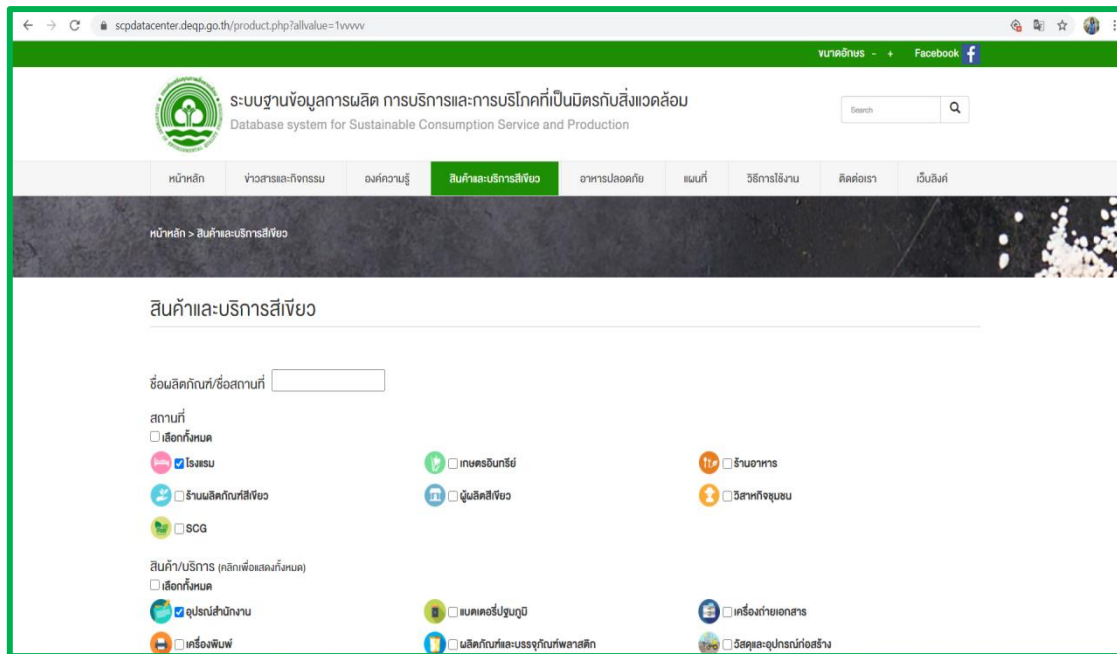 scpdatacenter.deqp.go.th/product.php?allvalue=1vvvvv
ขนาดอักษร - + Facebook f
ระบบฐานข้อมูลการผลิต การบริการและการบริโภคที่เป็นมิตรกับสิ่งแวดล้อม
Database system for Sustainable Consumption Service and Production
Search
หน้าหลัก ข่าวสารและกิจกรรม องค์ความรู้ สินค้าและบริการสีเขียว อาหารปลอดภัย แผนที่ วิธีการใช้งาน ติดต่อเรา เว็บลิงค์
หน้าหลัก > สินค้าและบริการสีเขียว
สินค้าและบริการสีเขียว
ชื่อผลิตภัณฑ์/ชื่อสถานที่
สถานที่
เลือกทั้งหมด
โรงแรม เกษตรอินทรีย์ ร้านอาหาร
ร้านผลิตภัณฑ์สีเขียว ผู้ผลิตสีเขียว วิสาหกิจชุมชน
SCG
สินค้า/บริการ (คลิกเพื่อแสดงทั้งหมด)
เลือกทั้งหมด
อุปรณ์สำนักงาน แบตเตอรี่ปฐมภูมิ เครื่องถ่ายเอกสาร
เครื่องพิมพ์ ผลิตภัณฑ์และบรรจุภัณฑ์พลาสติก วัสดุและอุปกรณ์ก่อสร้าง